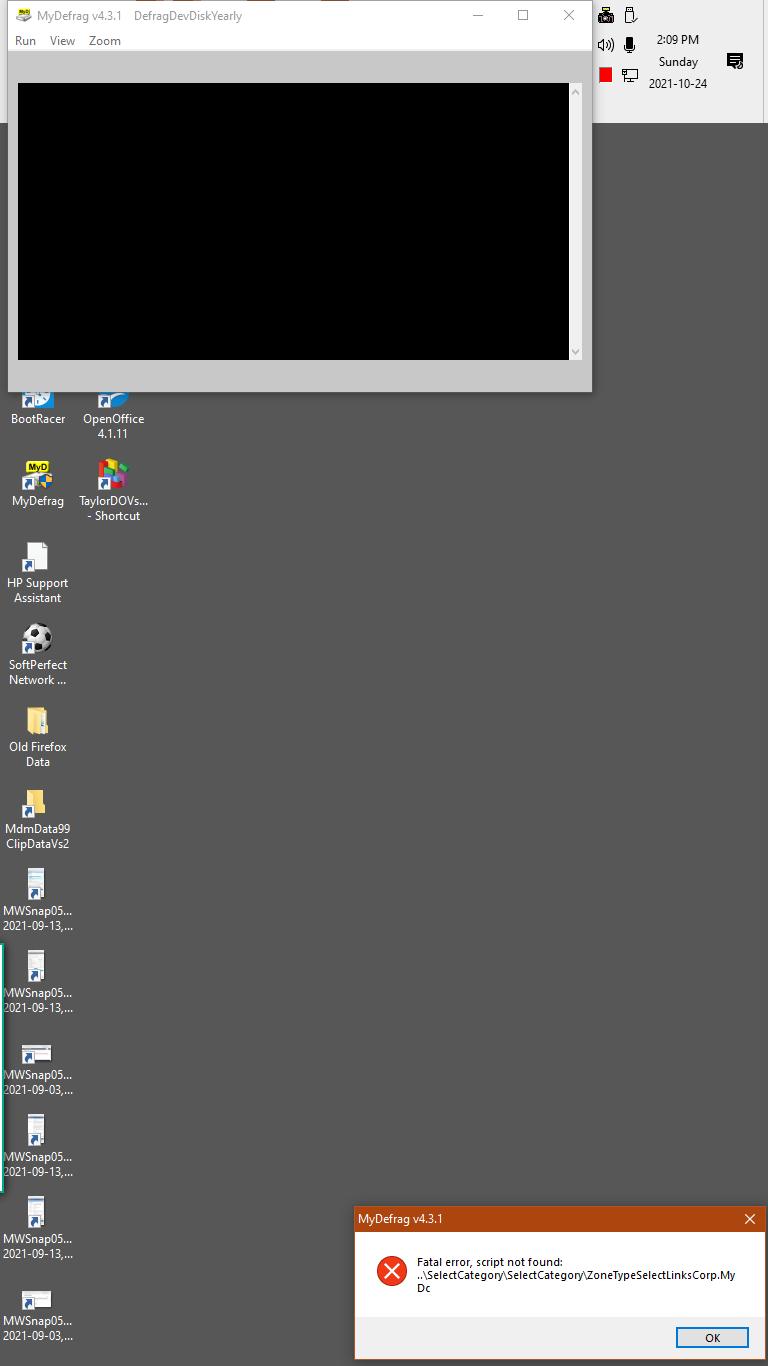 MyDefrag v4.3.1 DefragDevDiskYearly
Run View Zoom
2:09 PM
Sunday
2021-10-24
BootRacer
OpenOffice
4.1.11
MyD
MyDefrag
TaylorDOVs...
- Shortcut
HP Support
Assistant
SoftPerfect
Network ...
Old Firefox
Data
MdmData99
ClipDataVs2
MWSnap05...
2021-09-13,...
MWSnap05...
2021-09-13,...
MWSnap05...
2021-09-03,...
MWSnap05...
2021-09-13,...
MWSnap05...
2021-09-13,...
MWSnap05...
2021-09-03,...
MyDefrag v4.3.1
Fatal error, script not found:
..\SelectCategory\SelectCategory\ZoneTypeSelectLinksCorp.My
Dc
OK